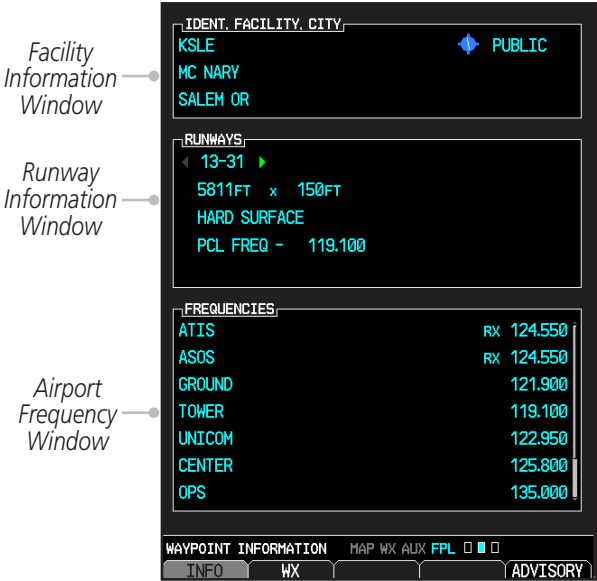 IDENT, FACILITY, CITY
KSLE PUBLIC
MC NARY
SALEM OR
Facility
Information
Window
RUNWAYS
13-31
5811FT x 150FT
HARD SURFACE
PCL FREQ - 119.100
Runway
Information
Window
FREQUENCIES
ATIS RX 124.550
ASOS RX 124.550
GROUND 121.900
TOWER 119.100
UNICOM 122.950
CENTER 125.800
OPS 135.000
Airport
Frequency
Window
WAYPOINT INFORMATION MAP WX AUX FPL
INFO WX ADVISORY